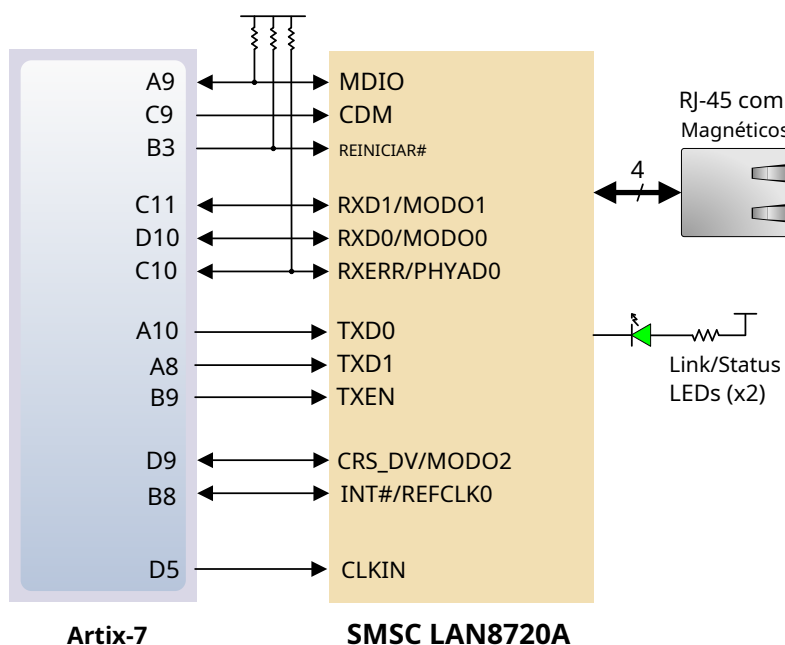 A9 MDIO
C9 CDM
B3 REINICIAR#
C11 RXD1/MODO1
D10 RXD0/MODO0
C10 RXERR/PHYAD0
A10 TXD0
A8 TXD1
B9 TXEN
D9 CRS_DV/MODO2
B8 INT#/REFCLK0
D5 CLKIN
Artix-7
SMSC LAN8720A
4
RJ-45 com
Magnéticos
Link/Status
LEDs (x2)